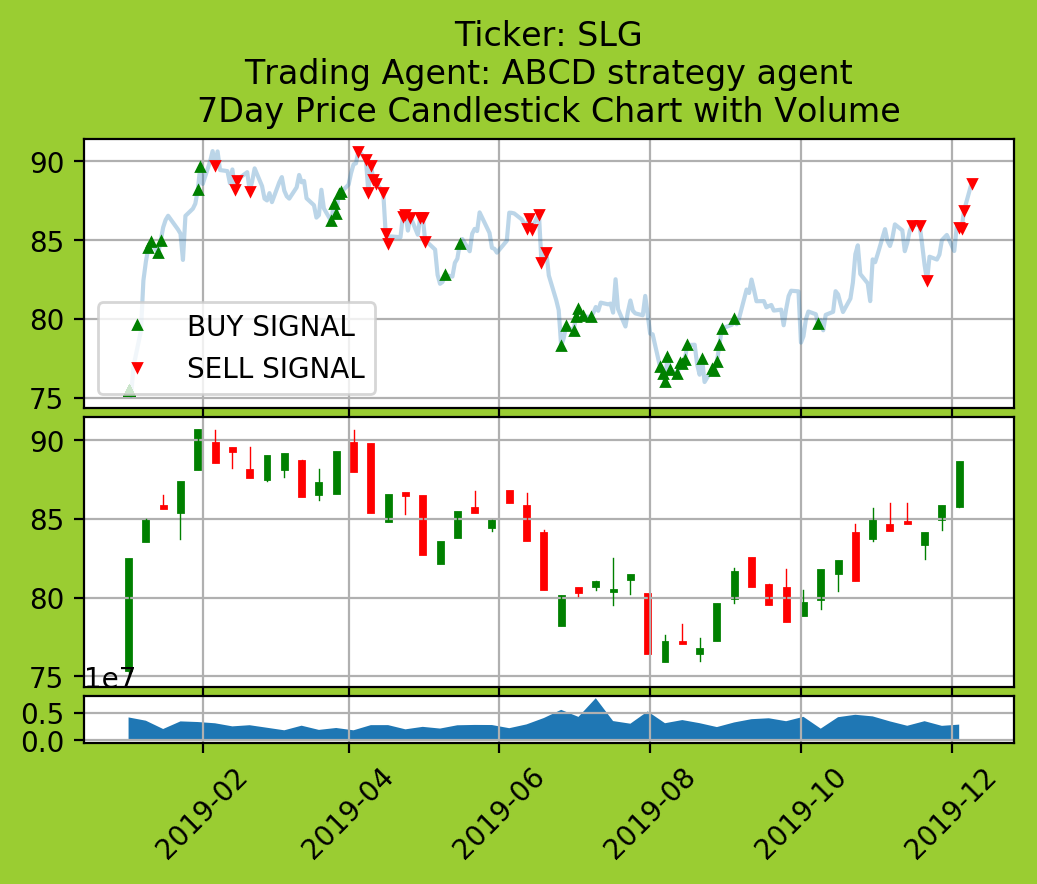 Ticker: SLG
Trading Agent: ABCD strategy agent
7Day Price Candlestick Chart with Volume
90
85
80
75
BUY SIGNAL
SELL SIGNAL
90
85
80
75
1e7
0.5
0.0
2019-02
2019-04
2019-06
2019-08
2019-10
2019-12